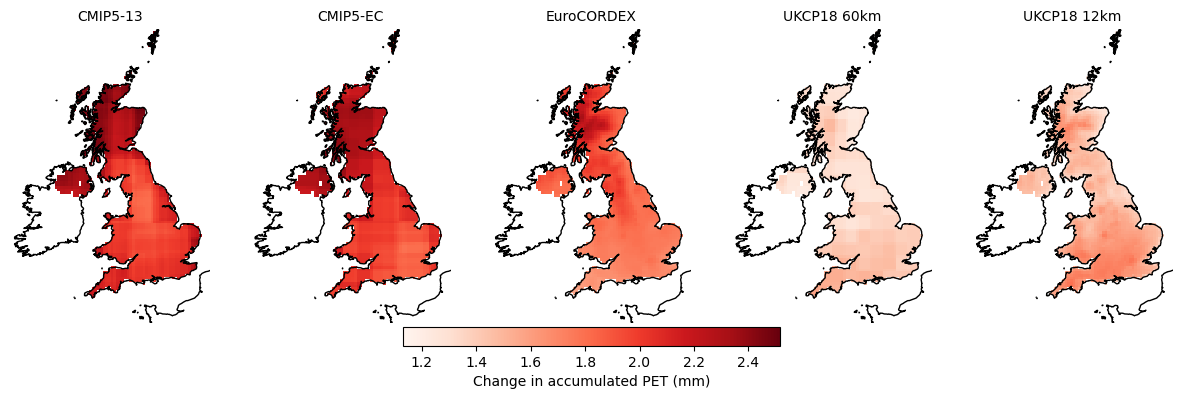 CMIP5-13 CMIP5-EC EuroCORDEX UKCP18 60km UKCP18 12km
1.2 1.4 1.6 1.8 2.0 2.2 2.4
Change in accumulated PET (mm)